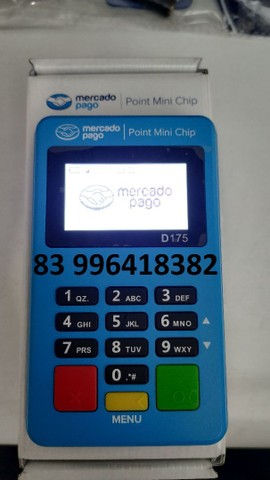 mercado pago | Point Mini Chip
mercado pago | Point Mini Chip
mercado pago
D175
83 996418382
1 QZ. 2 ABC 3 DEF
4 GHI 5 JKL 6 MNO
7 PRS 8 TUV 9 WXY
0 .*#
MENU